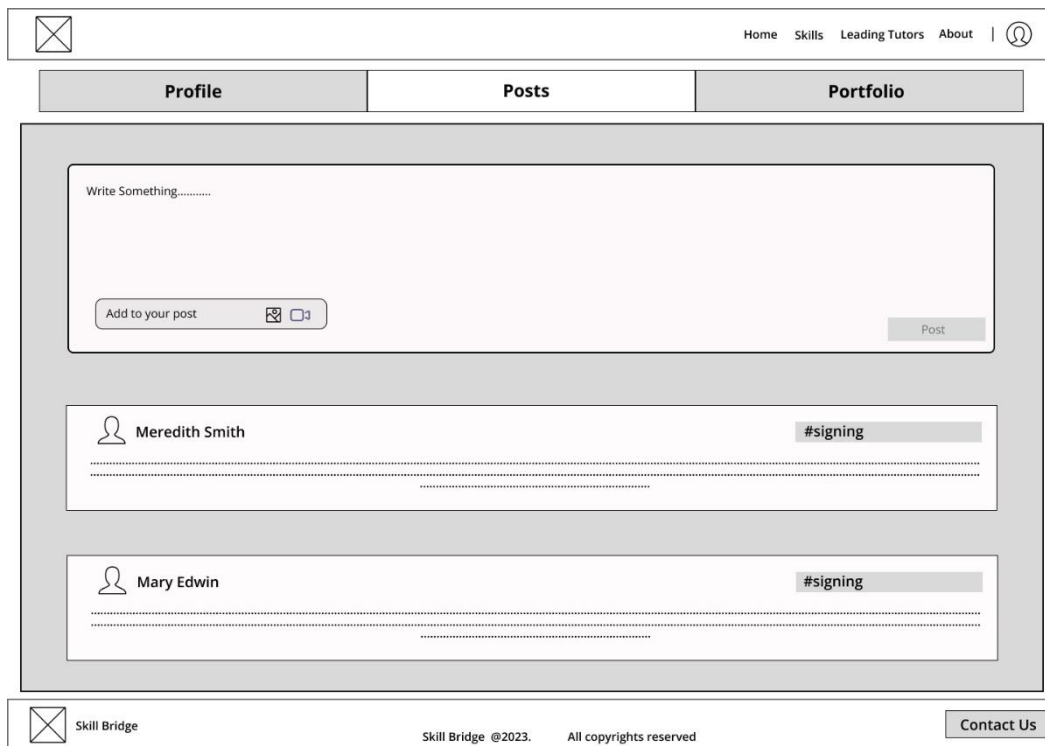 Home Skills Leading Tutors About |
Profile Posts Portfolio
Write Something...........
Add to your post
Post
Meredith Smith #signing
Mary Edwin #signing
Skill Bridge
Skill Bridge @2023. All copyrights reserved
Contact Us